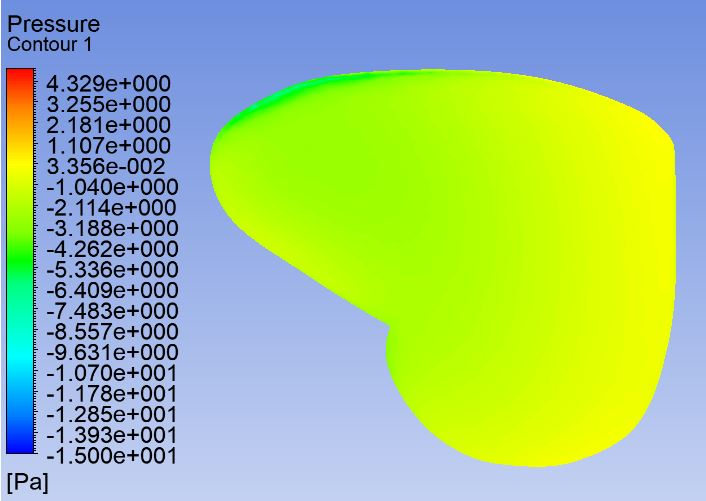 Pressure
Contour 1
4.329e+000
3.255e+000
2.181e+000
1.107e+000
3.356e-002
-1.040e+000
-2.114e+000
-3.188e+000
-4.262e+000
-5.336e+000
-6.409e+000
-7.483e+000
-8.557e+000
-9.631e+000
-1.070e+001
-1.178e+001
-1.285e+001
-1.393e+001
-1.500e+001
[Pa]